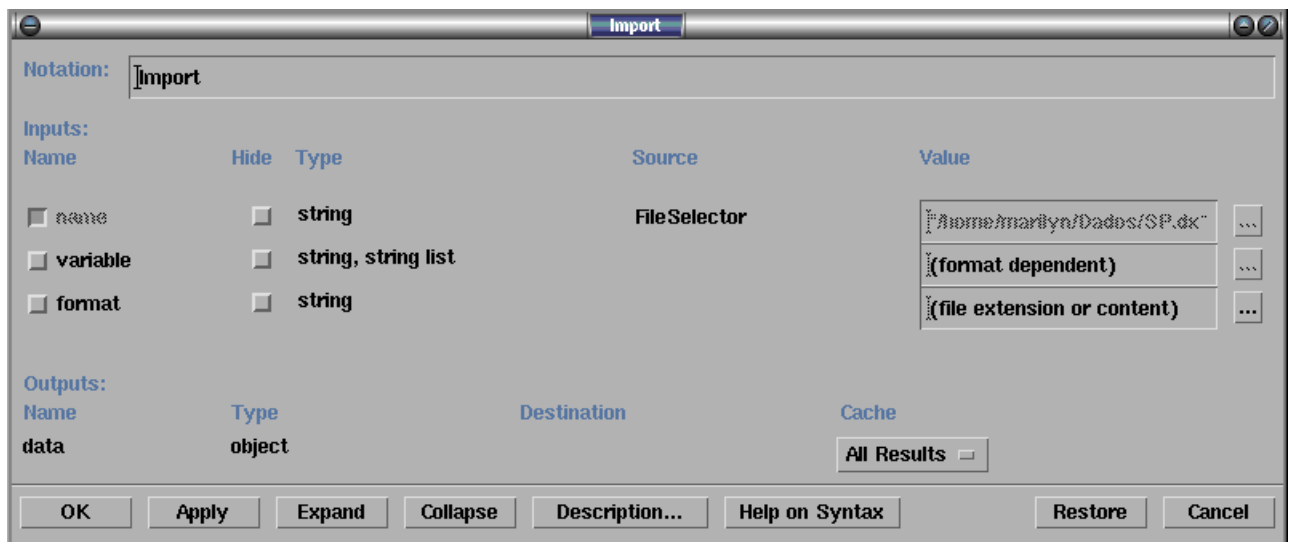 Import
Notation: Import
Inputs:
Name Hide Type Source Value
name string FileSelector "/home/marilyn/Dados/SP.dx" ...
variable string, string list (format dependent) ...
format string (file extension or content) ...
Outputs:
Name Type Destination Cache
data object All Results
OK Apply Expand Collapse Description... Help on Syntax Restore Cancel